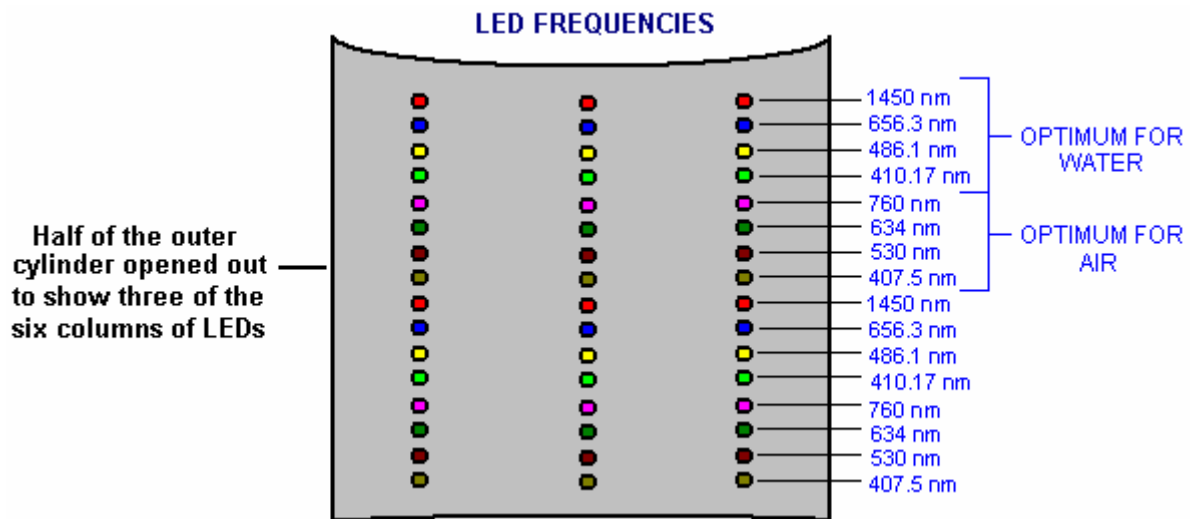 LED FREQUENCIES
1450 nm
656.3 nm
486.1 nm
410.17 nm
OPTIMUM FOR
WATER
760 nm
634 nm
530 nm
407.5 nm
OPTIMUM FOR
AIR
Half of the outer
cylinder opened out
to show three of the
six columns of LEDs
1450 nm
656.3 nm
486.1 nm
410.17 nm
760 nm
634 nm
530 nm
407.5 nm